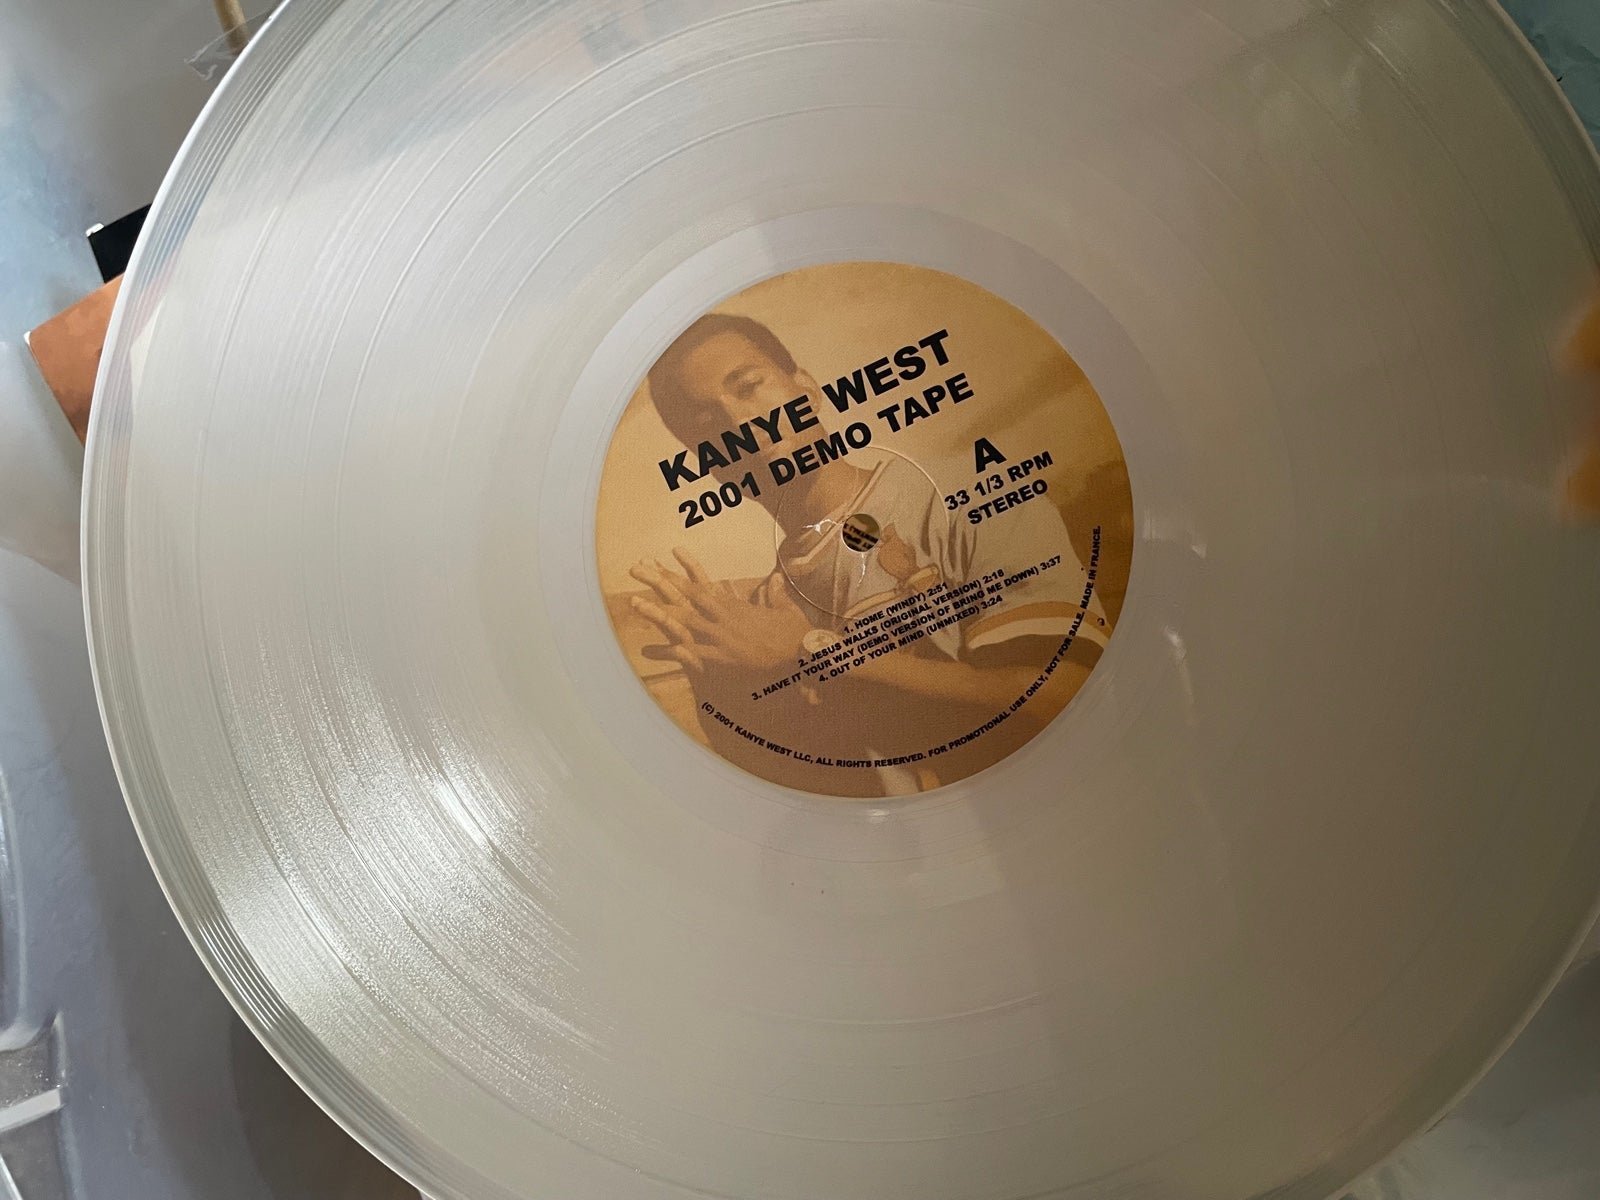 KANYE WEST
2001 DEMO TAPE
A
33 1/3 RPM
STEREO
1. HOME (WINDY) 2:51
2. JESUS WALKS (ORIGINAL VERSION) 2:18
3. HAVE IT YOUR WAY (DEMO VERSION OF BRING ME DOWN) 3:37
4. OUT OF YOUR MIND (UNMIXED) 3:24
(C) 2001 KANYE WEST LLC, ALL RIGHTS RESERVED. FOR PROMOTIONAL USE ONLY, NOT FOR SALE. MADE IN FRANCE.